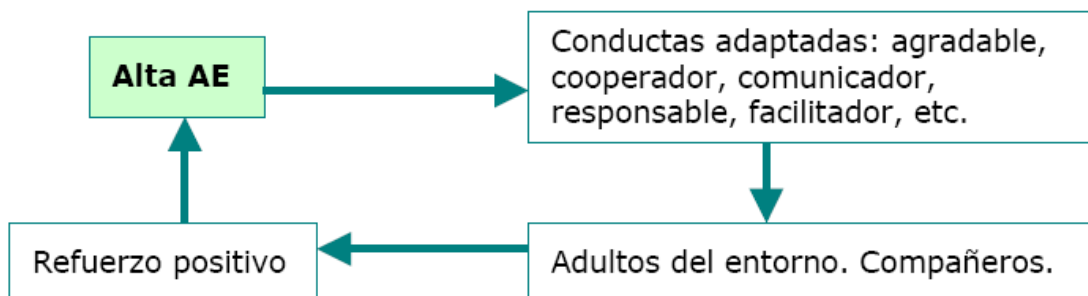 Alta AE
Conductas adaptadas: agradable,
cooperador, comunicador,
responsable, facilitador, etc.
Adultos del entorno. Compañeros.
Refuerzo positivo